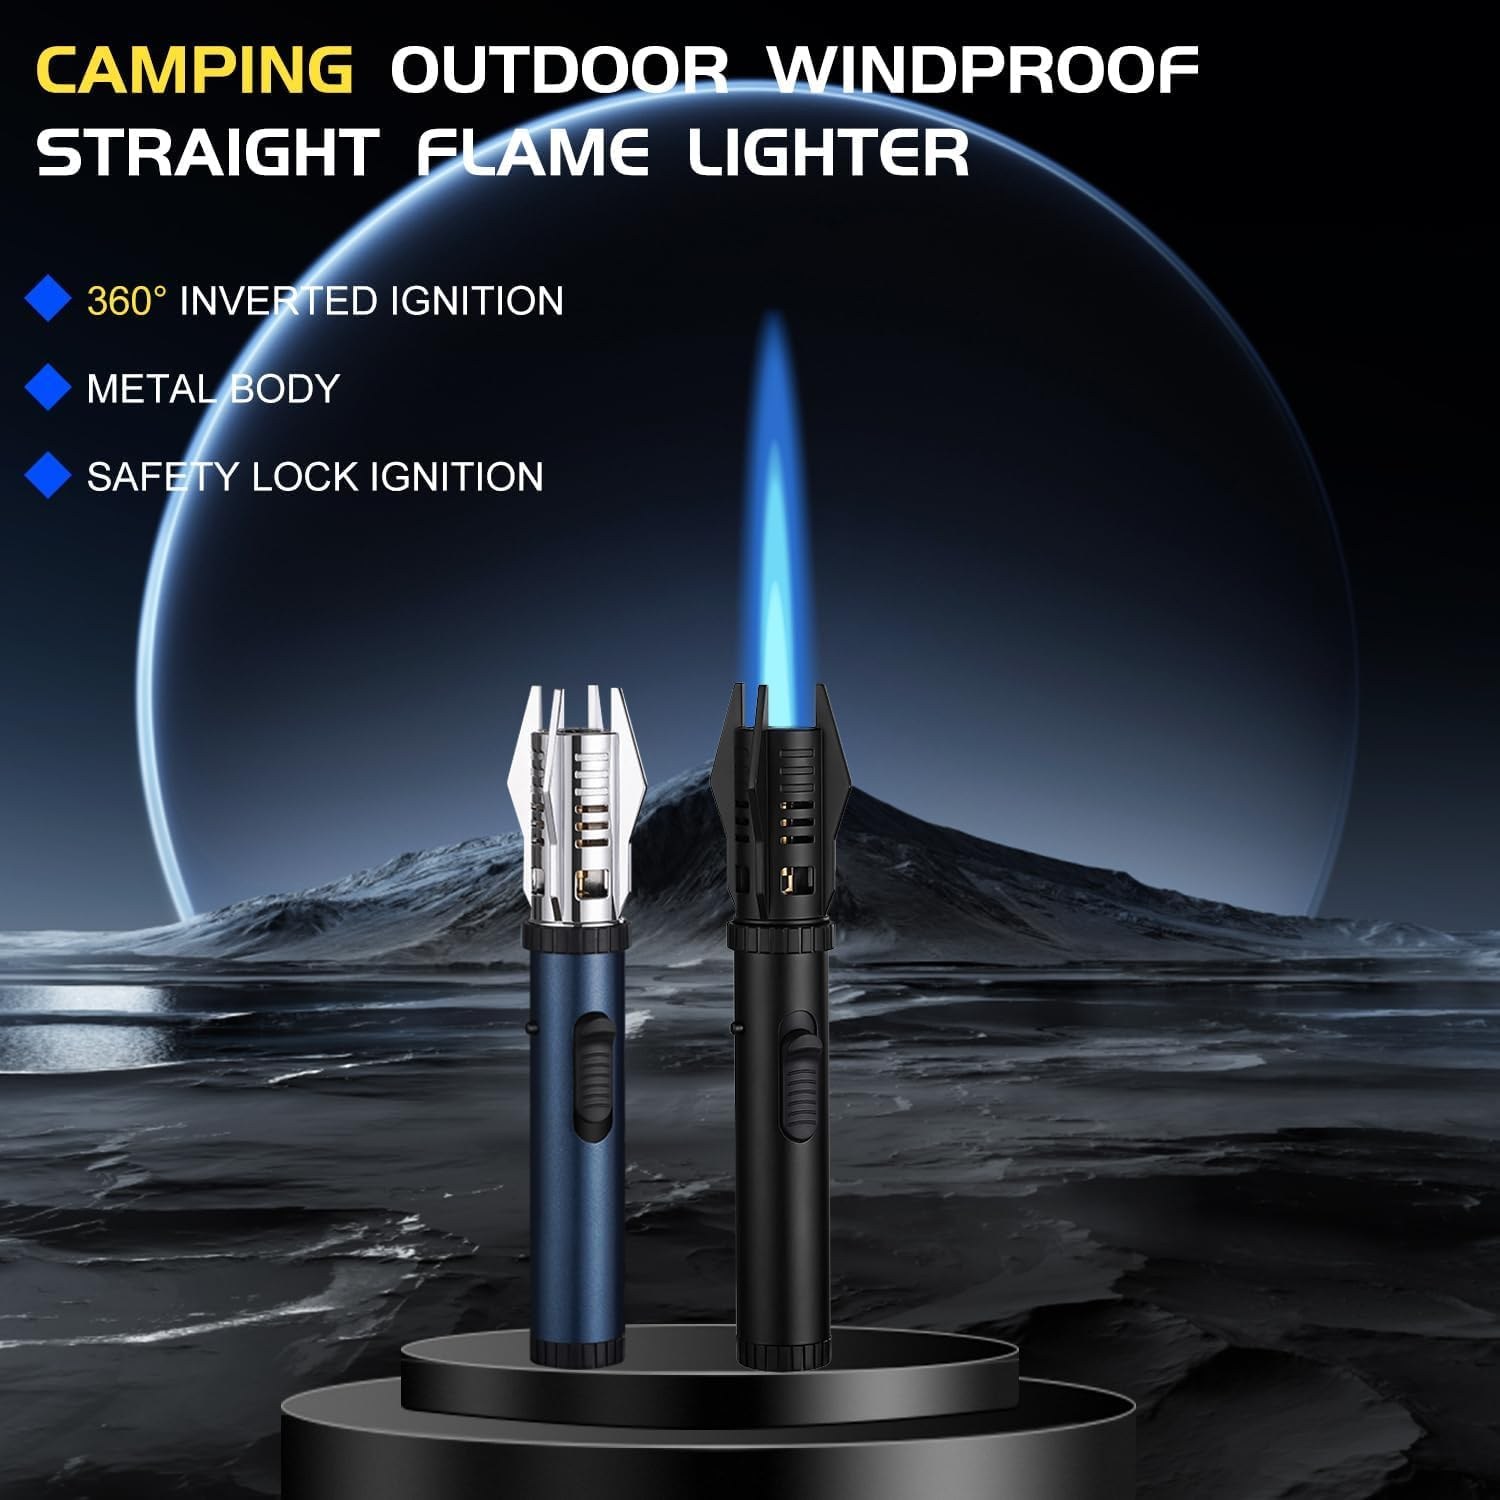 CAMPING OUTDOOR WINDPROOF
STRAIGHT FLAME LIGHTER
360° INVERTED IGNITION
METAL BODY
SAFETY LOCK IGNITION